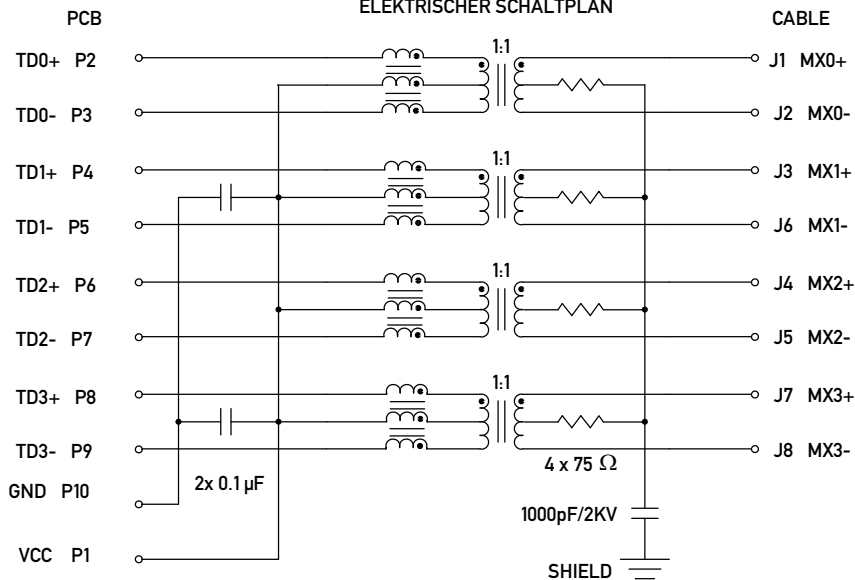 ELEKTRISCHER SCHALTPLAN
PCB CABLE
1:1
TD0+ P2 J1 MX0+
TD0- P3 J2 MX0-
1:1
TD1+ P4 J3 MX1+
TD1- P5 J6 MX1-
1:1
TD2+ P6 J4 MX2+
TD2- P7 J5 MX2-
1:1
TD3+ P8 J7 MX3+
TD3- P9 J8 MX3-
4 x 75 Ω
GND P10 2x 0.1 µF
1000pF/2KV
VCC P1
SHIELD